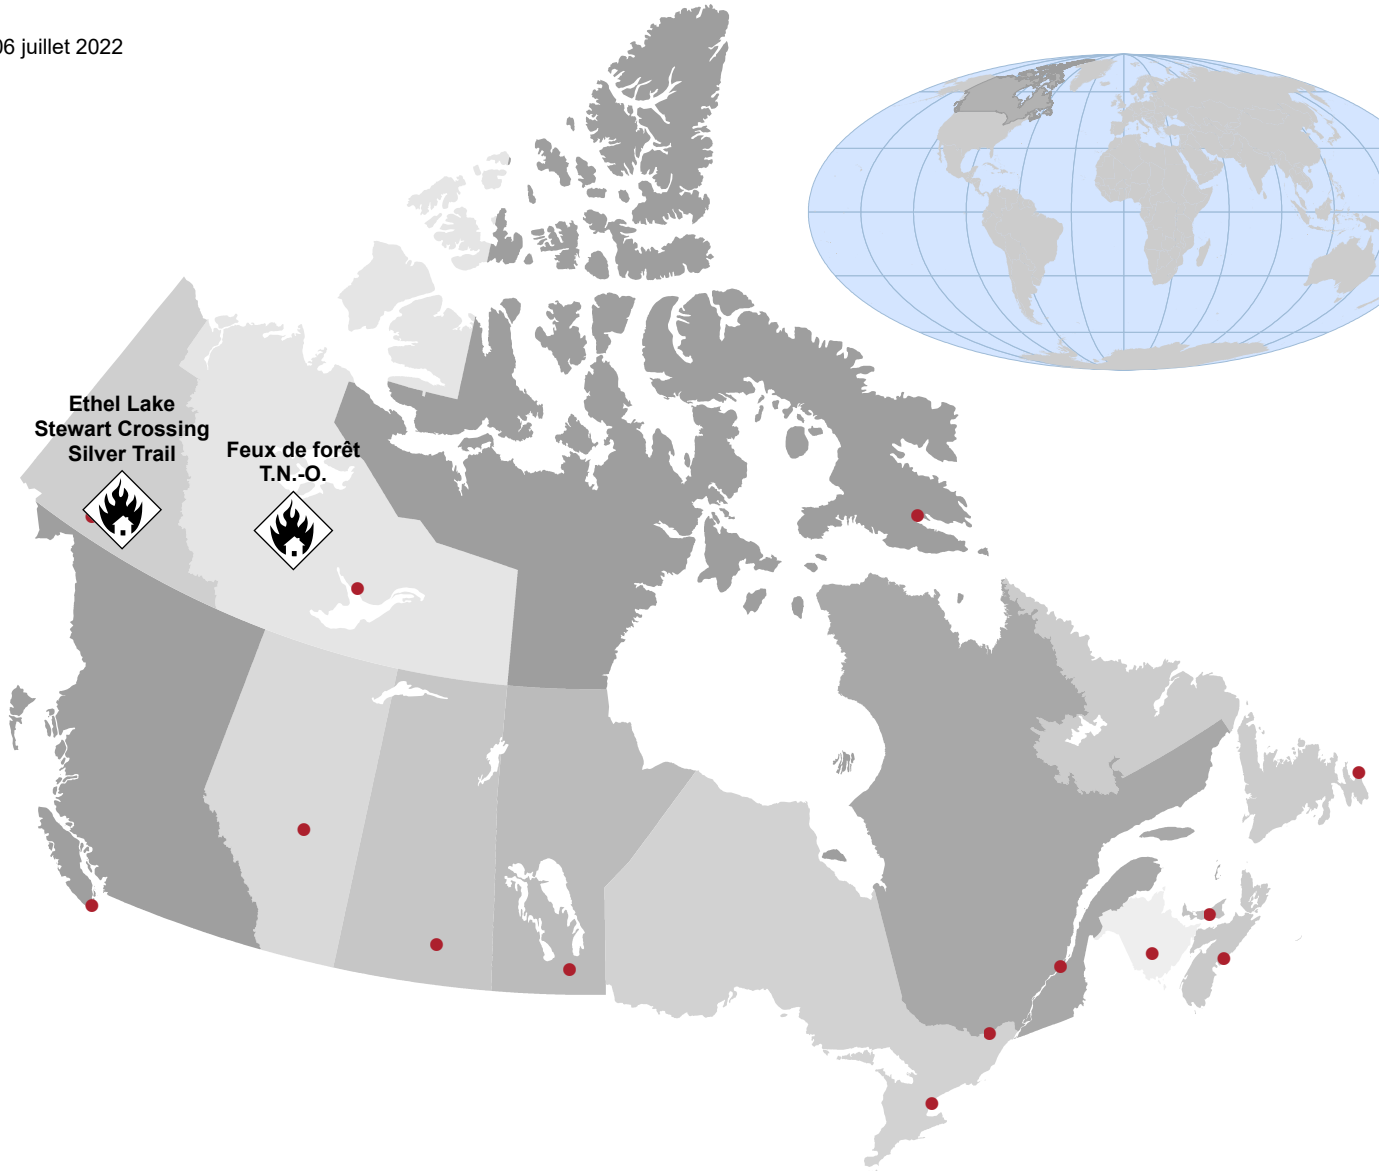 06 juillet 2022
Ethel Lake
Stewart Crossing
Silver Trail
Feux de forêt
T.N.-O.